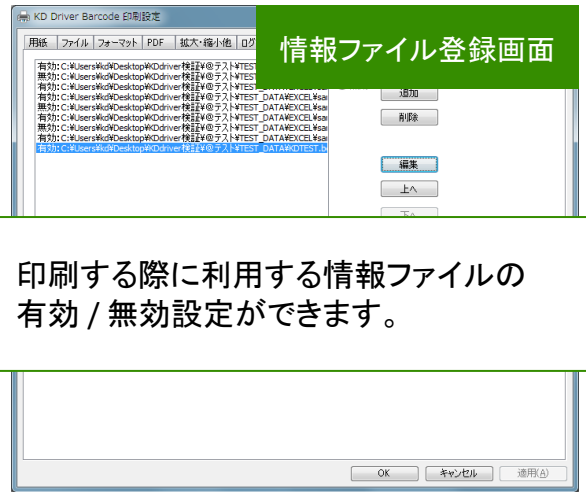 KD Driver Barcode 印刷設定
情報ファイル登録画面
用紙 ファイル フォーマット PDF 拡大・縮小他 ログ
有効:C:¥Users¥kd¥Desktop¥KDdriver検証¥@テスト¥TEST
無効:C:¥Users¥kd¥Desktop¥KDdriver検証¥@テスト¥TEST
有効:C:¥Users¥kd¥Desktop¥KDdriver検証¥@テスト¥TEST
有効:C:¥Users¥kd¥Desktop¥KDdriver検証¥@テスト¥TEST_DATA¥EXCEL¥sa
無効:C:¥Users¥kd¥Desktop¥KDdriver検証¥@テスト¥TEST_DATA¥EXCEL¥sa
有効:C:¥Users¥kd¥Desktop¥KDdriver検証¥@テスト¥TEST_DATA¥EXCEL¥sa
無効:C:¥Users¥kd¥Desktop¥KDdriver検証¥@テスト¥TEST_DATA¥EXCEL¥sa
有効:C:¥Users¥kd¥Desktop¥KDdriver検証¥@テスト¥TEST_DATA¥EXCEL¥sa
有効:C:¥Users¥kd¥Desktop¥KDdriver検証¥@テスト¥TEST_DATA¥KDTEST.b
追加
削除
編集
上へ
下へ
印刷する際に利用する情報ファイルの
有効 / 無効設定ができます。
OK キャンセル 適用(A)